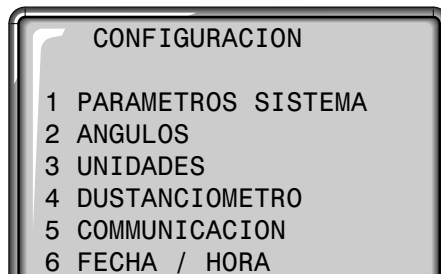 CONFIGURACION
1 PARAMETROS SISTEMA
2 ANGULOS
3 UNIDADES
4 DUSTANCIOMETRO
5 COMMUNICACION
6 FECHA / HORA